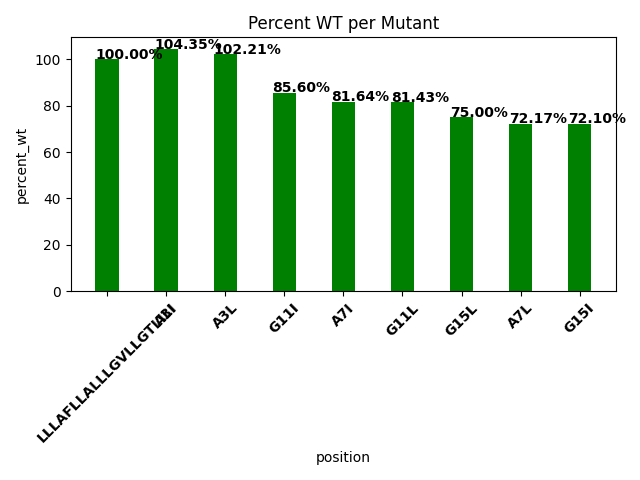 Percent WT per Mutant
100.00%
104.35%
102.21%
85.60%
81.64%
81.43%
75.00%
72.17%
72.10%
percent_wt
100
80
60
40
20
0
A3I
A3L
G11I
A7I
G11L
G15L
A7L
G15I
position